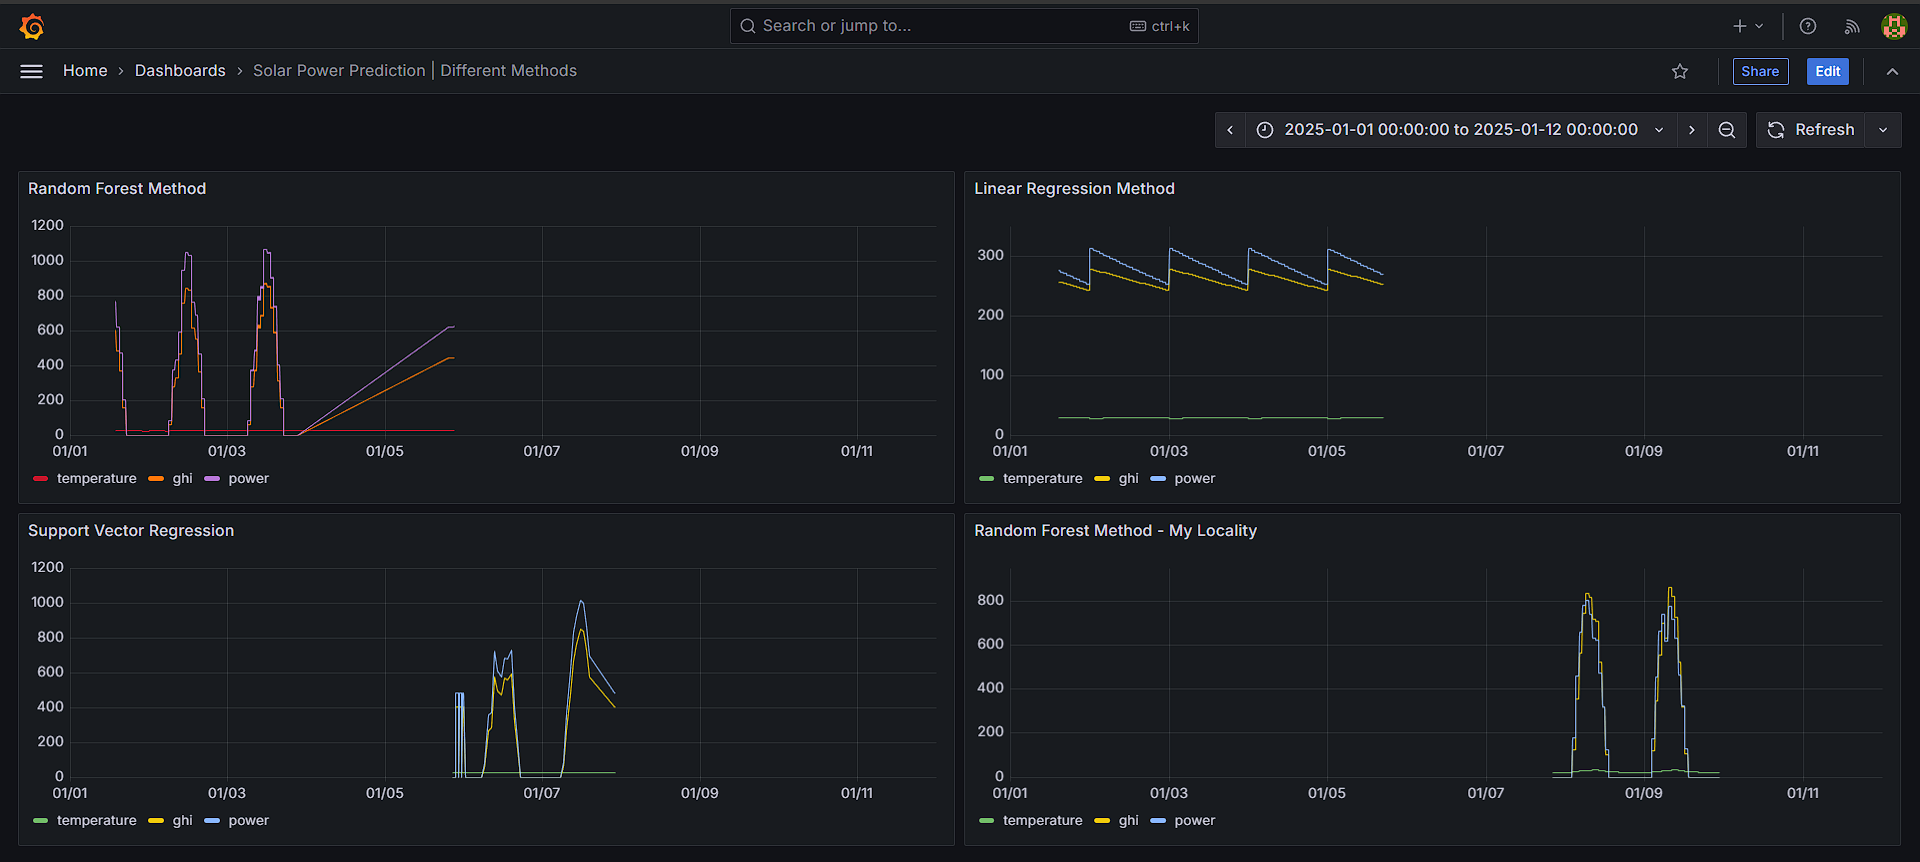 Search or jump to... ctrl+k
Home › Dashboards › Solar Power Prediction | Different Methods
Share Edit
2025-01-01 00:00:00 to 2025-01-12 00:00:00 Refresh
Random Forest Method
1200
1000
800
600
400
200
0
01/01 01/03 01/05 01/07 01/09 01/11
temperature ghi power
Linear Regression Method
300
200
100
0
01/01 01/03 01/05 01/07 01/09 01/11
temperature ghi power
Support Vector Regression
1200
1000
800
600
400
200
0
01/01 01/03 01/05 01/07 01/09 01/11
temperature ghi power
Random Forest Method - My Locality
800
600
400
200
0
01/01 01/03 01/05 01/07 01/09 01/11
temperature ghi power